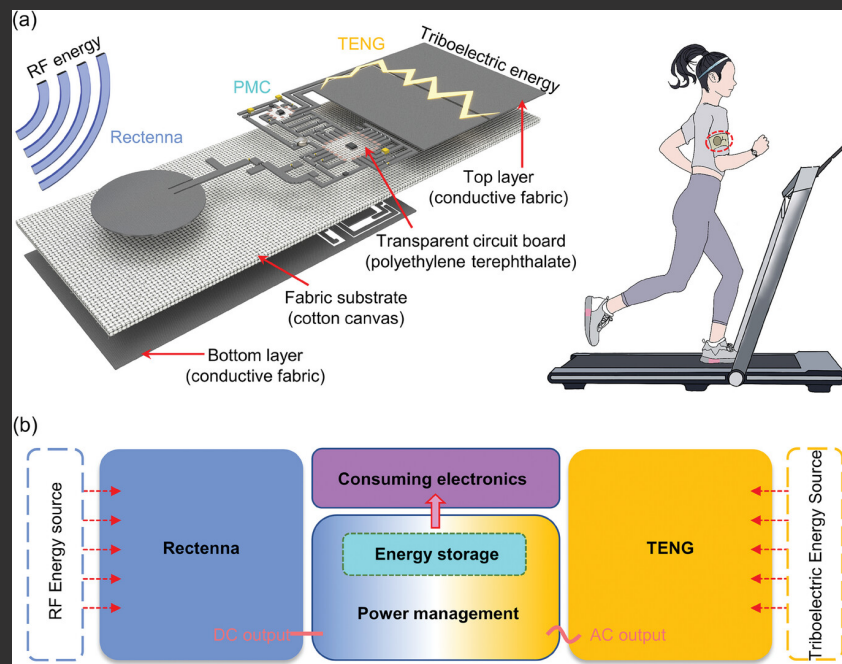 (a)
RF energy
Rectenna
PMC
TENG
Triboelectric energy
Top layer
(conductive fabric)
Transparent circuit board
(polyethylene terephthalate)
Fabric substrate
(cotton canvas)
Bottom layer
(conductive fabric)
(b)
RF Energy source
Rectenna
Consuming electronics
Energy storage
Power management
DC output
AC output
TENG
Triboelectric Energy Source